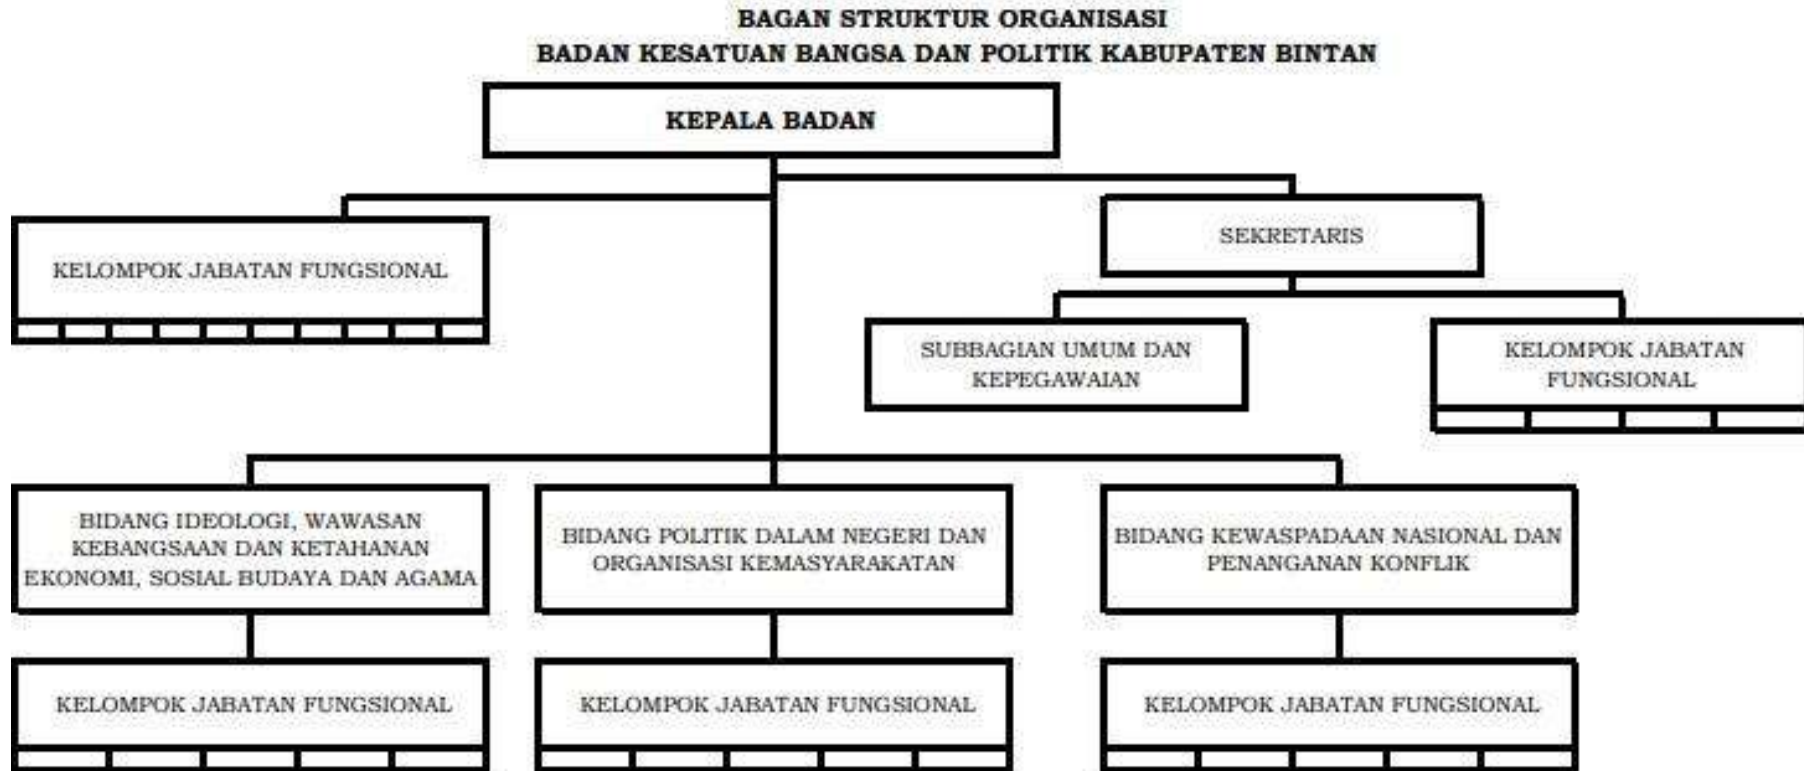 BAGAN STRUKTUR ORGANISASI
BADAN KESATUAN BANGSA DAN POLITIK KABUPATEN BINTAN
KEPALA BADAN
KELOMPOK JABATAN FUNGSIONAL
SEKRETARIS
SUBBAGIAN UMUM DAN
KEPEGAWAIAN
KELOMPOK JABATAN
FUNGSIONAL
BIDANG IDEOLOGI, WAWASAN
KEBANGSAAN DAN KETAHANAN
EKONOMI, SOSIAL BUDAYA DAN AGAMA
BIDANG POLITIK DALAM NEGERI DAN
ORGANISASI KEMASYARAKATAN
BIDANG KEWASPADAAN NASIONAL DAN
PENANGANAN KONFLIK
KELOMPOK JABATAN FUNGSIONAL
KELOMPOK JABATAN FUNGSIONAL
KELOMPOK JABATAN FUNGSIONAL